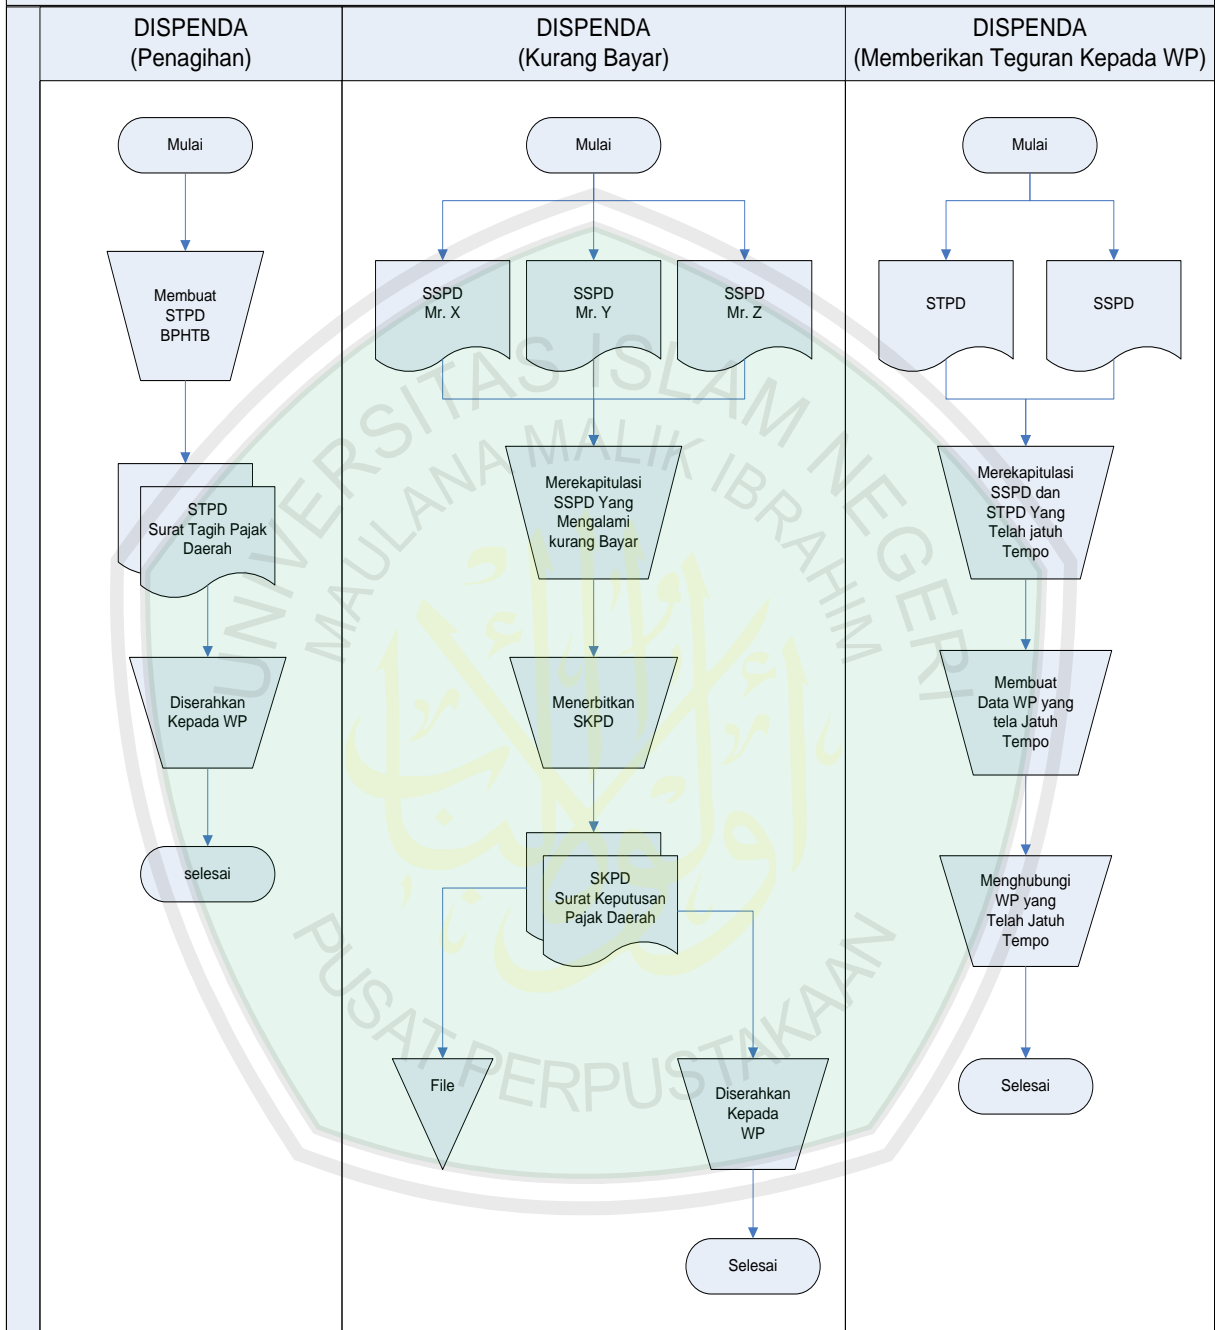 DISPENDA
(Penagihan)
Mulai
Membuat
STPD
BPHTB
STPD
Surat Tagih Pajak
Daerah
Diserahkan
Kepada WP
selesai
DISPENDA
(Kurang Bayar)
Mulai
SSPD
Mr. X
SSPD
Mr. Y
SSPD
Mr. Z
Merekapitulasi
SSPD Yang
Mengalami
kurang Bayar
Menerbitkan
SKPD
SKPD
Surat Keputusan
Pajak Daerah
File
Diserahkan
Kepada
WP
Selesai
DISPENDA
(Memberikan Teguran Kepada WP)
Mulai
STPD
SSPD
Merekapitulasi
SSPD dan
STPD Yang
Telah jatuh
Tempo
Membuat
Data WP yang
tela Jatuh
Tempo
Menghubungi
WP yang
Telah Jatuh
Tempo
Selesai
UNIVERSITAS ISLAM NEGERI
MAULANA MALIK IBRAHIM
PUSAT PERPUSTAKAAN